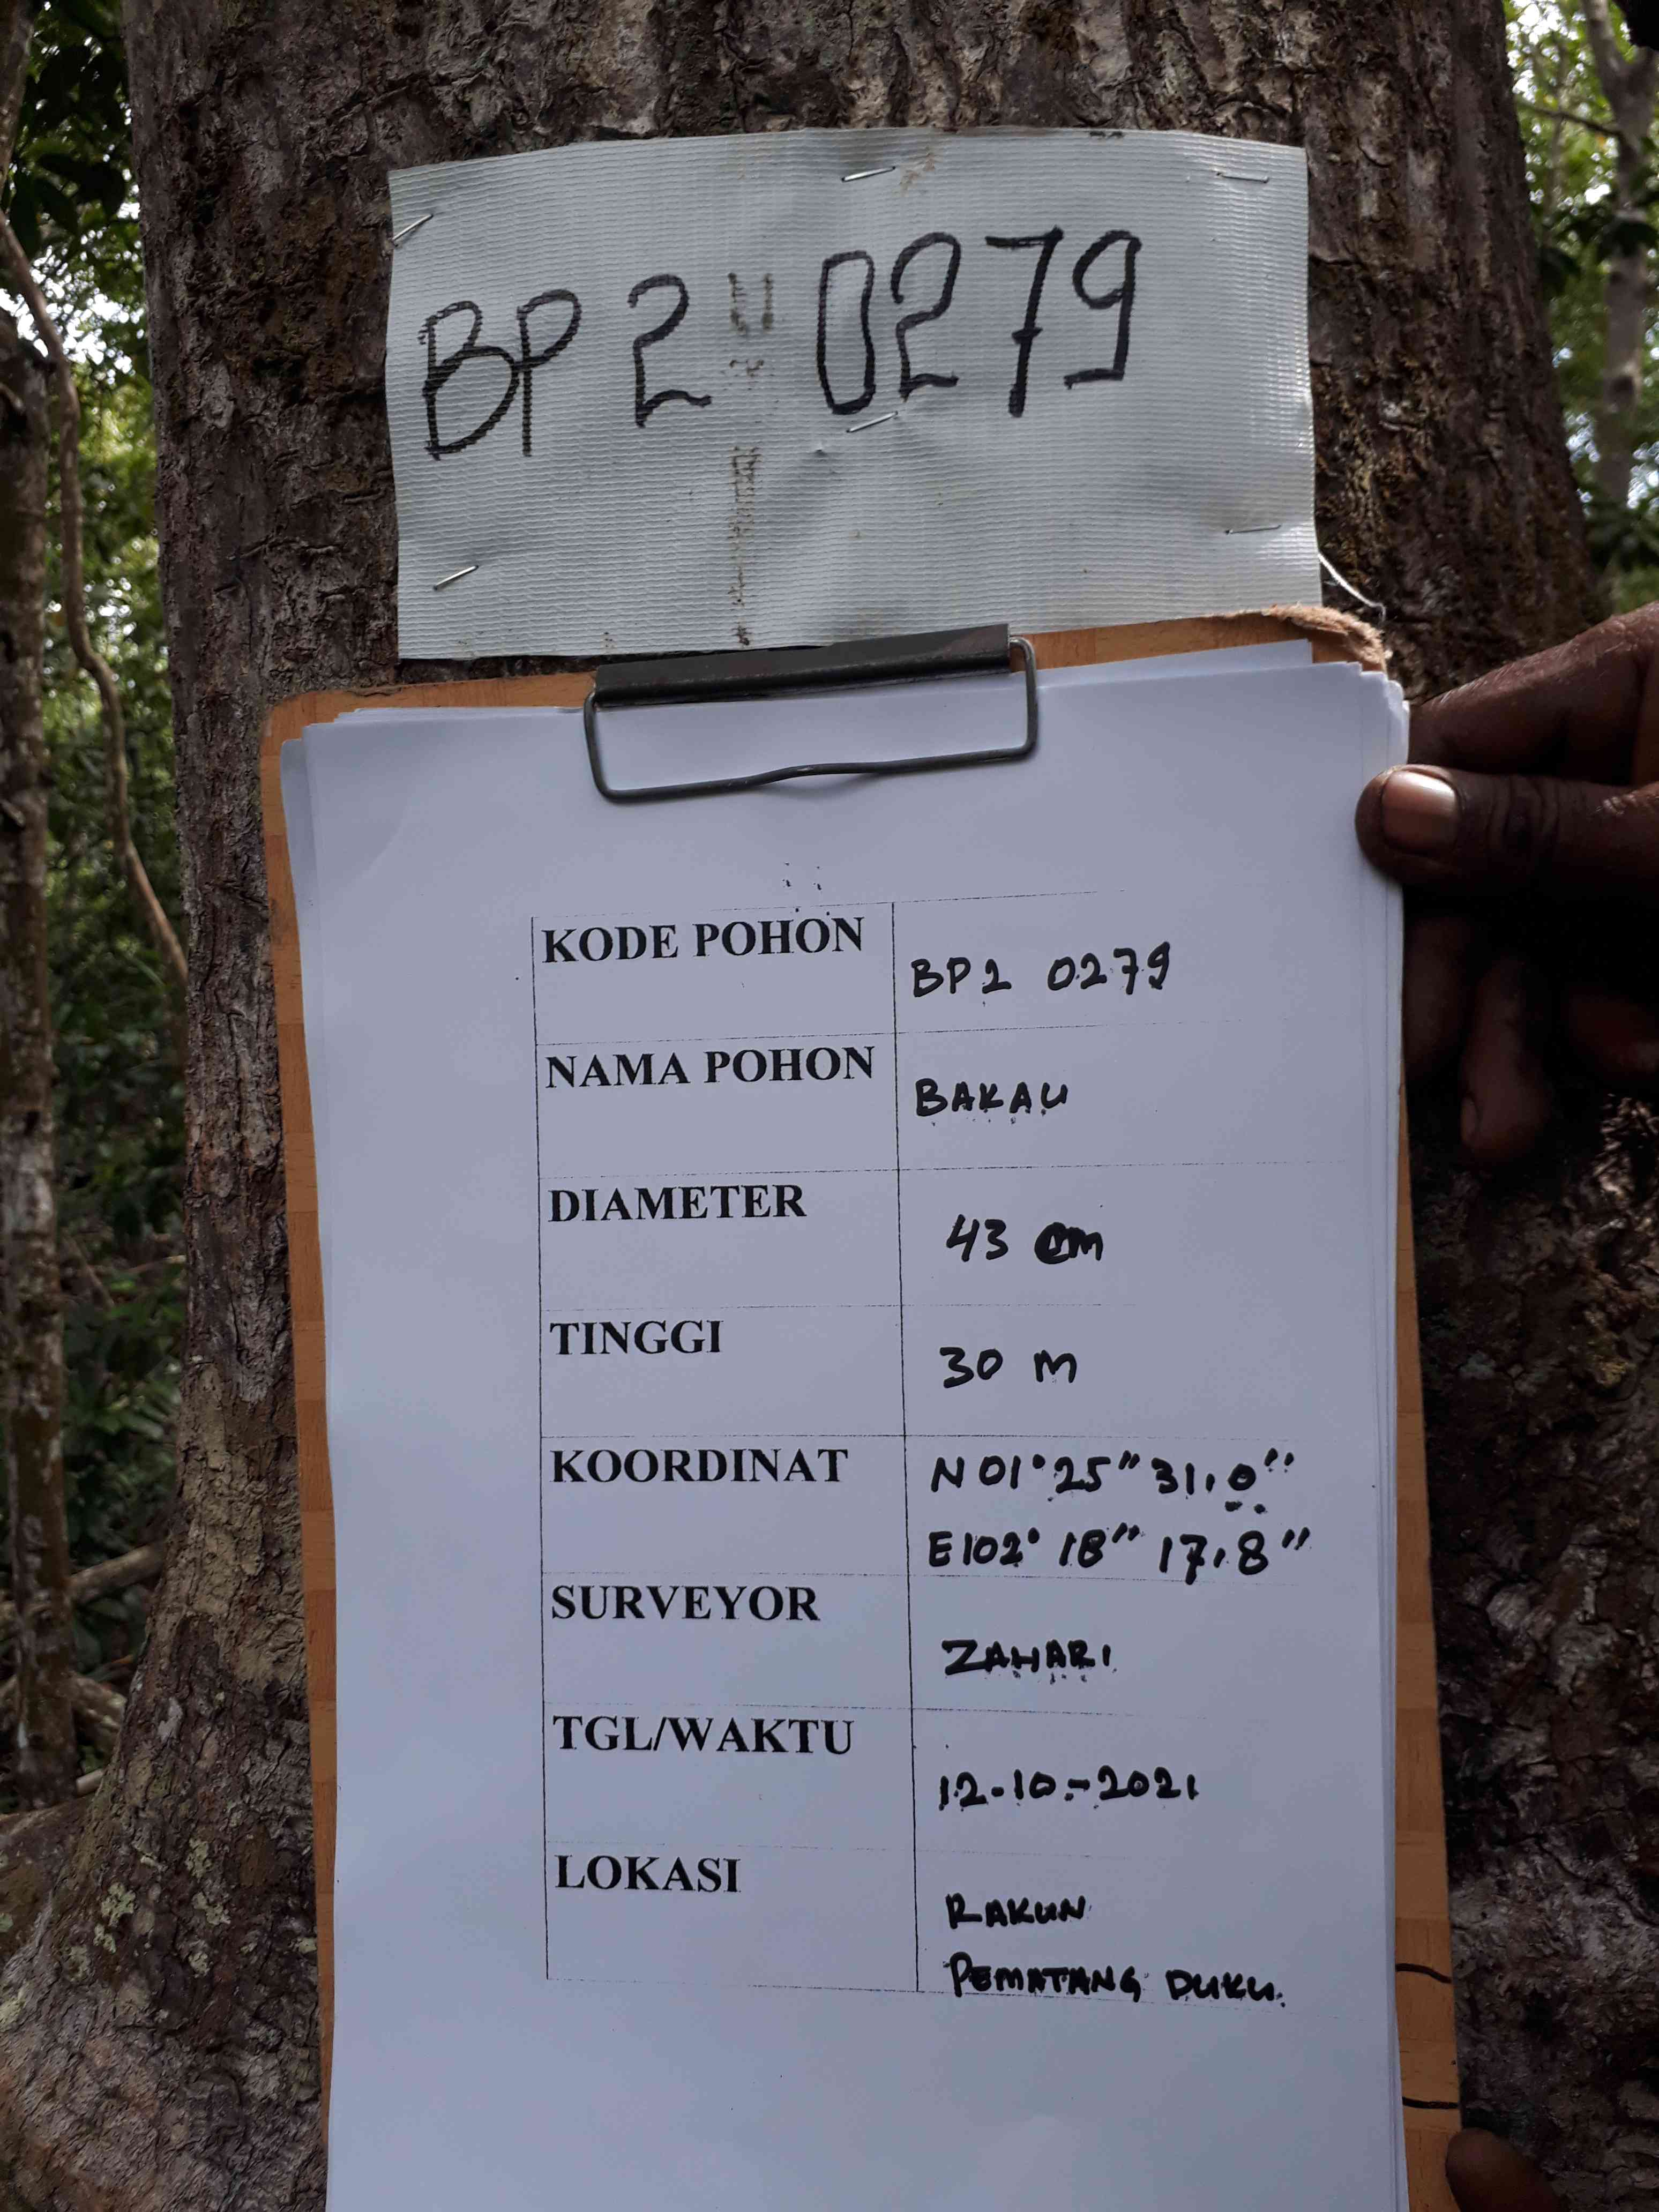 BP2 0279
KODE POHON
BP2 0279
NAMA POHON
BAKAU
DIAMETER
43 cm
TINGGI
30 M
KOORDINAT
N 01° 25" 31,0"
E 102° 18" 17,8"
SURVEYOR
ZAHARI
TGL/WAKTU
12-10-2021
LOKASI
RAKUN
PEMATANG DUKU.